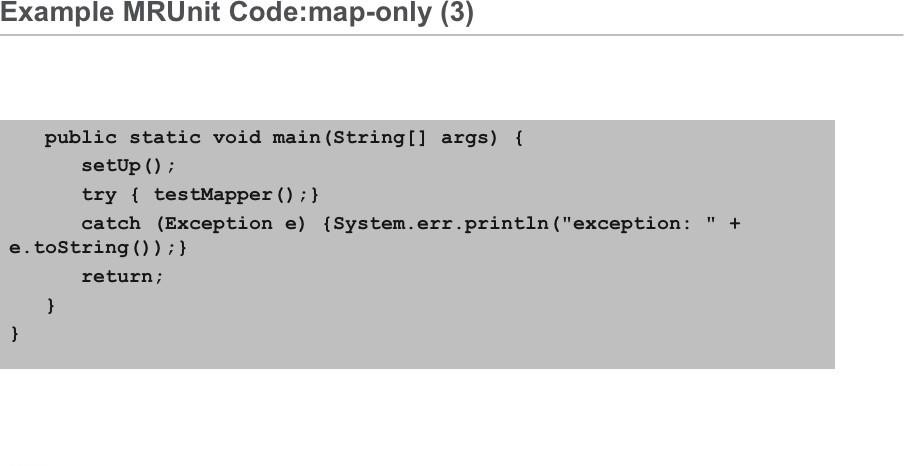 Example MRUnit Code:map-only (3)
public static void main(String[] args) {
setUp();
try { testMapper();}
catch (Exception e) {System.err.println("exception: " +
e.toString());}
return;
}
}